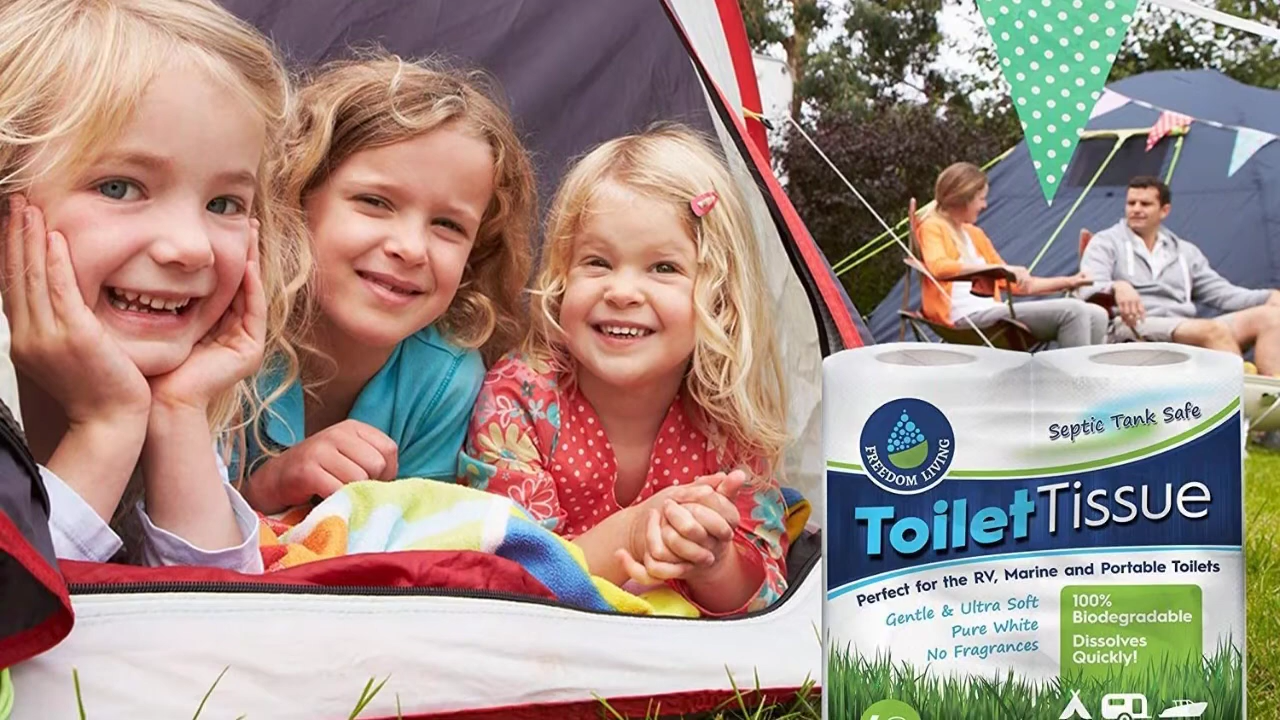 Septic Tank Safe
FREEDOM LIVING
Toilet Tissue
Perfect for the RV, Marine and Portable Toilets
Gentle & Ultra Soft
Pure White
No Fragrances
100%
Biodegradable
Dissolves
Quickly!